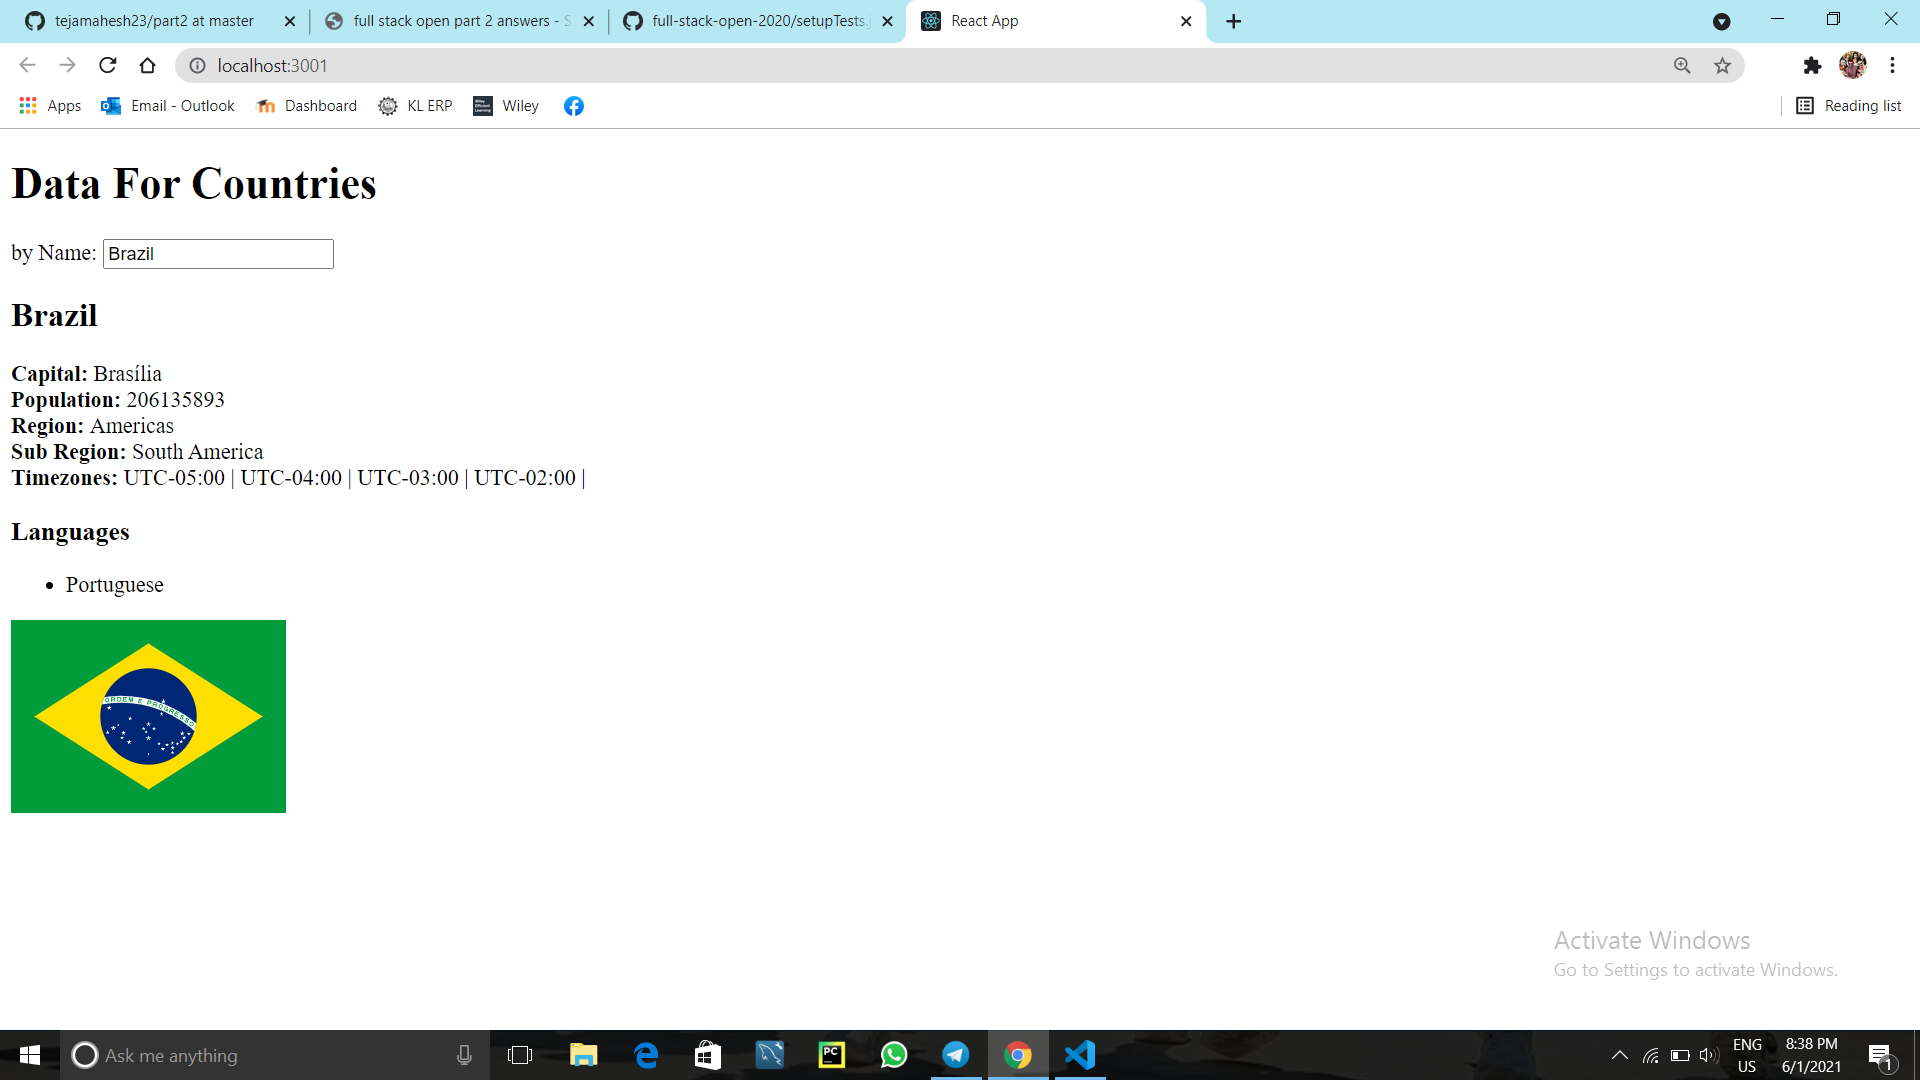 tejamahesh23/part2 at master
full stack open part 2 answers - S
full-stack-open-2020/setupTests.j
React App
localhost:3001
Apps
Email - Outlook
Dashboard
KL ERP
Wiley
Reading list
Data For Countries
by Name: Brazil
Brazil
Capital: Brasília
Population: 206135893
Region: Americas
Sub Region: South America
Timezones: UTC-05:00 | UTC-04:00 | UTC-03:00 | UTC-02:00 |
Languages
• Portuguese
ORDEM E PROGRESSO
Activate Windows
Go to Settings to activate Windows.
Ask me anything
PC
ENG
US
8:38 PM
6/1/2021
1